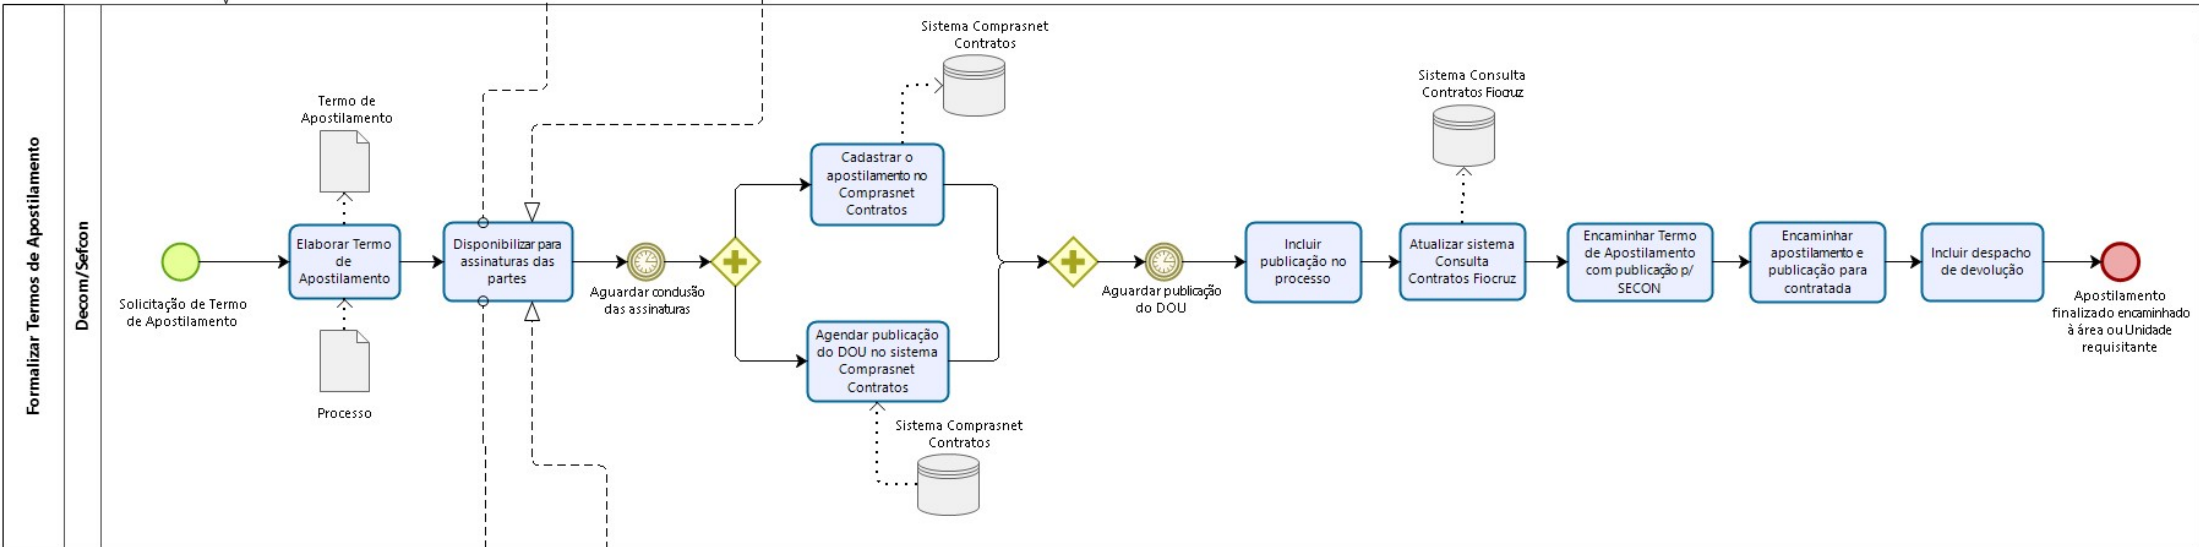 Formalizar Termos de Apostilamento
Decom/Sefcon
Solicitação de Termo
de Apostilamento
Termo de
Apostilamento
Elaborar Termo
de
Apostilamento
Processo
Disponibilizar para
assinaturas das
partes
Aguardar conclusão
das assinaturas
Sistema Comprasnet
Contratos
Cadastrar o
apostilamento no
Comprasnet
Contratos
Agendar publicação
do DOU no sistema
Comprasnet
Contratos
Sistema Comprasnet
Contratos
Aguardar publicação
do DOU
Incluir
publicação no
processo
Sistema Consulta
Contratos Fiocruz
Atualizar sistema
Consulta
Contratos Fiocruz
Encaminhar Termo
de Apostilamento
com publicação p/
SECON
Encaminhar
apostilamento e
publicação para
contratada
Incluir despacho
de devolução
Apostilamento
finalizado encaminhado
à área ou Unidade
requisitante